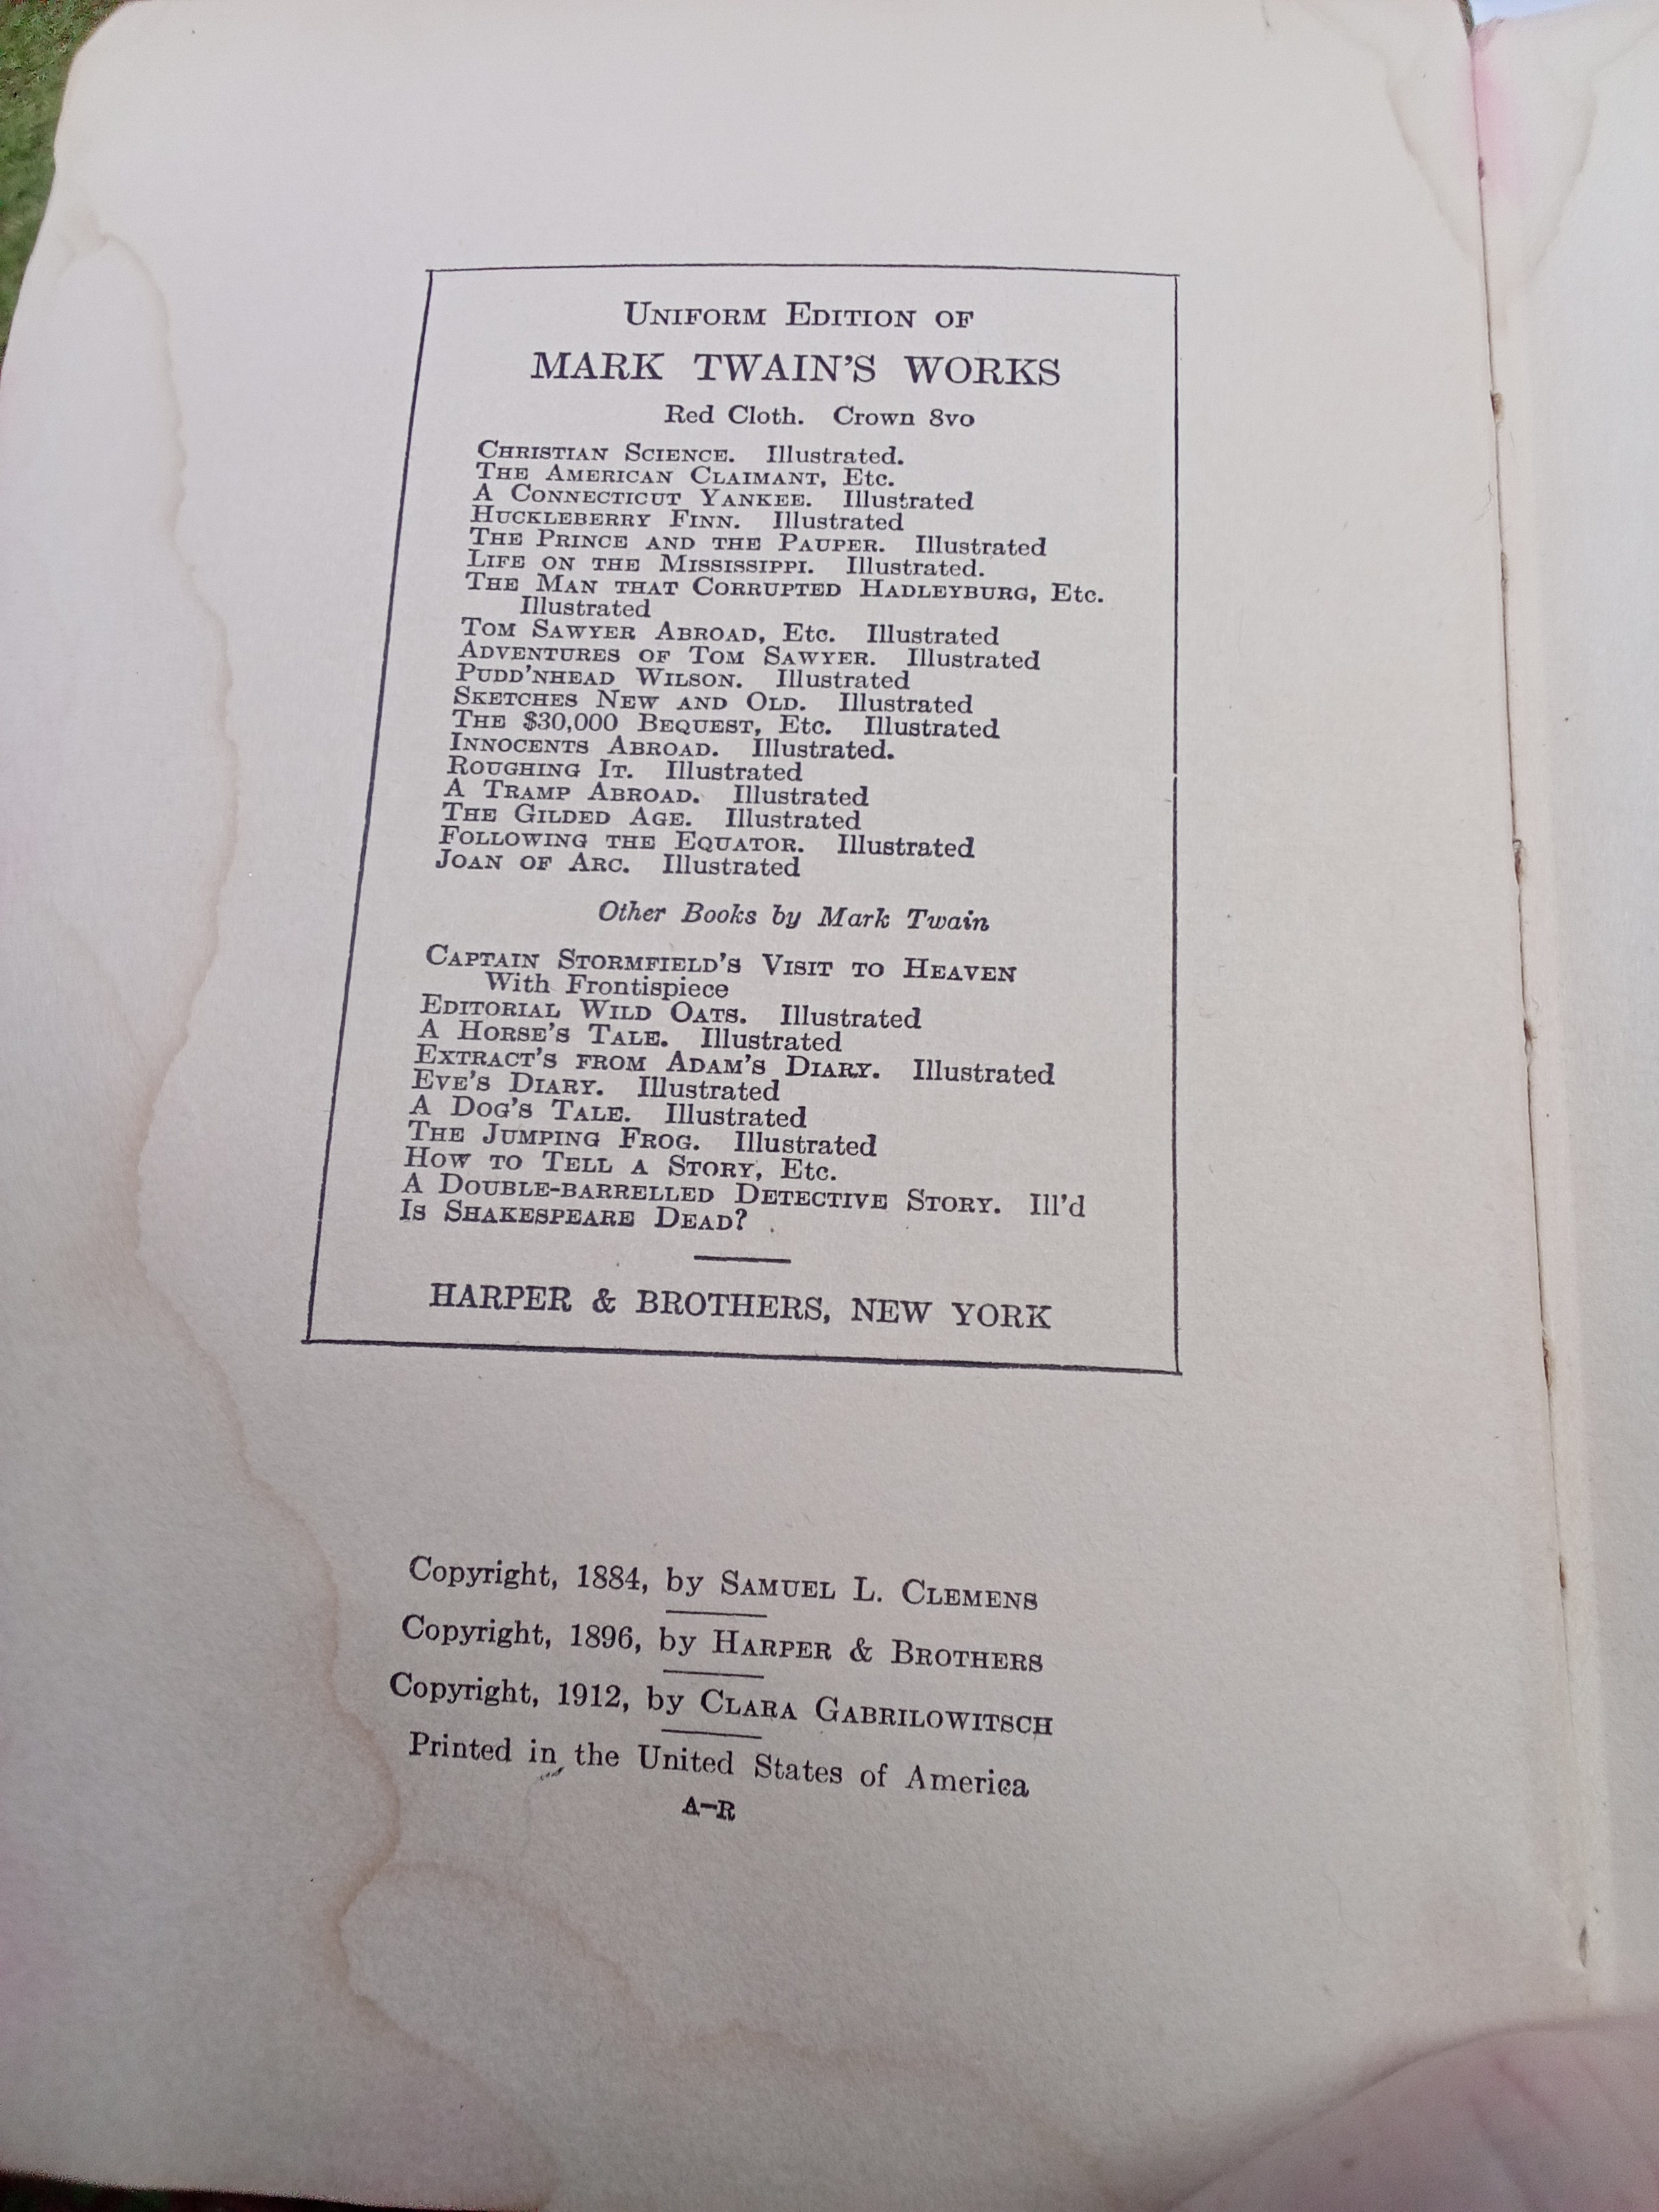 UNIFORM EDITION OF
MARK TWAIN'S WORKS
Red Cloth. Crown 8vo
CHRISTIAN SCIENCE. Illustrated.
THE AMERICAN CLAIMANT, Etc.
A CONNECTICUT YANKEE. Illustrated
HUCKLEBERRY FINN. Illustrated
THE PRINCE AND THE PAUPER. Illustrated
LIFE ON THE MISSISSIPPI. Illustrated.
THE MAN THAT CORRUPTED HADLEYBURG, Etc.
Illustrated
TOM SAWYER ABROAD, Etc. Illustrated
ADVENTURES OF TOM SAWYER. Illustrated
PUDD'NHEAD WILSON. Illustrated
SKETCHES NEW AND OLD. Illustrated
THE $30,000 BEQUEST, Etc. Illustrated
INNOCENTS ABROAD. Illustrated.
ROUGHING IT. Illustrated
A TRAMP ABROAD. Illustrated
THE GILDED AGE. Illustrated
FOLLOWING THE EQUATOR. Illustrated
JOAN OF ARC. Illustrated
Other Books by Mark Twain
CAPTAIN STORMFIELD'S VISIT TO HEAVEN
With Frontispiece
EDITORIAL WILD OATS. Illustrated
A HORSE'S TALE. Illustrated
EXTRACT'S FROM ADAM'S DIARY. Illustrated
EVE'S DIARY. Illustrated
A DOG'S TALE. Illustrated
THE JUMPING FROG. Illustrated
HOW TO TELL A STORY, Etc.
A DOUBLE-BARRELLED DETECTIVE STORY. Ill'd
IS SHAKESPEARE DEAD?
HARPER & BROTHERS, NEW YORK
Copyright, 1884, by SAMUEL L. CLEMENS
Copyright, 1896, by HARPER & BROTHERS
Copyright, 1912, by CLARA GABRILOWITSCH
Printed in the United States of America
A-R